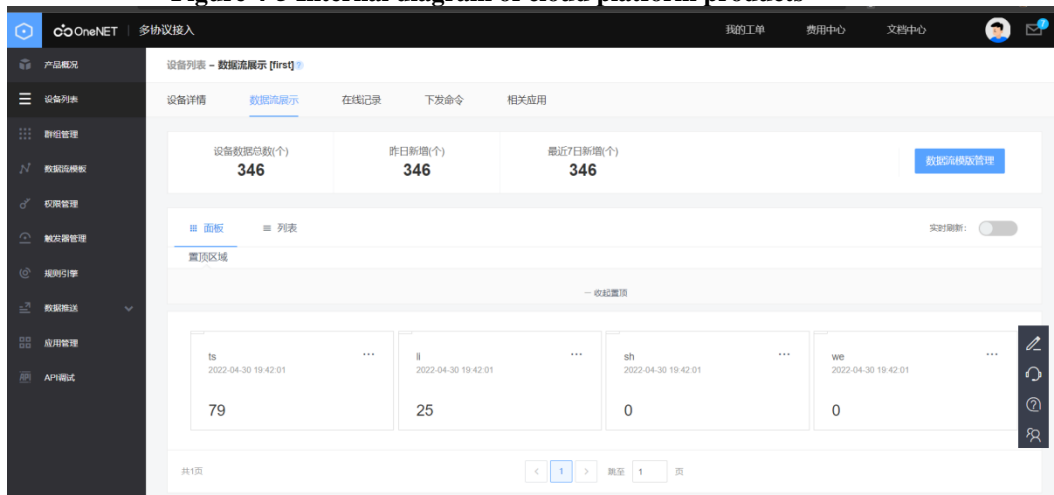 Figure 4-3 Internal diagram of cloud platform products
OneNET 多协议接入 我的工单 费用中心 文档中心 7
产品概况
设备列表
群组管理
数据流模板
权限管理
触发器管理
规则引擎
数据推送
应用管理
API调试
设备列表 – 数据流展示 [first]
设备详情 数据流展示 在线记录 下发命令 相关应用
设备数据总数(个) 昨日新增(个) 最近7日新增(个)
346 346 346
数据流模版管理
面板 列表 实时刷新:
置顶区域
— 收起置顶
ts ... li ... sh ... we ...
2022-04-30 19:42:01 2022-04-30 19:42:01 2022-04-30 19:42:01 2022-04-30 19:42:01
79 25 0 0
共1页 < 1 > 跳至 1 页